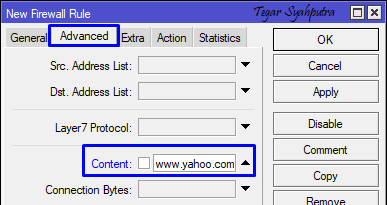 New Firewall Rule
Tegar Syahputra
General Advanced Extra Action Statistics
OK
Src. Address List:
Cancel
Dst. Address List:
Apply
Layer7 Protocol:
Disable
Content: www.yahoo.com
Comment
Copy
Connection Bytes:
Remove